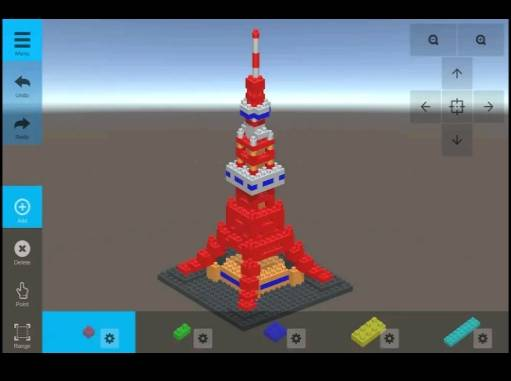 Menu
Undo
Redo
Add
Delete
Point
Range